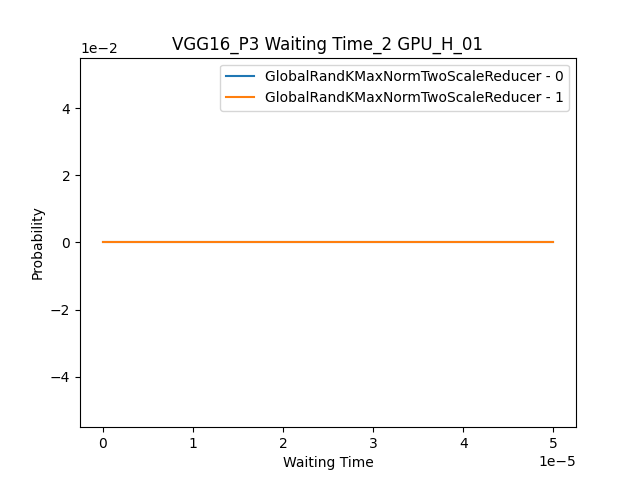 VGG16_P3 Waiting Time_2 GPU_H_01
1e−2
GlobalRandKMaxNormTwoScaleReducer - 0
GlobalRandKMaxNormTwoScaleReducer - 1
4
2
0
−2
−4
Probability
0 1 2 3 4 5
1e−5
Waiting Time